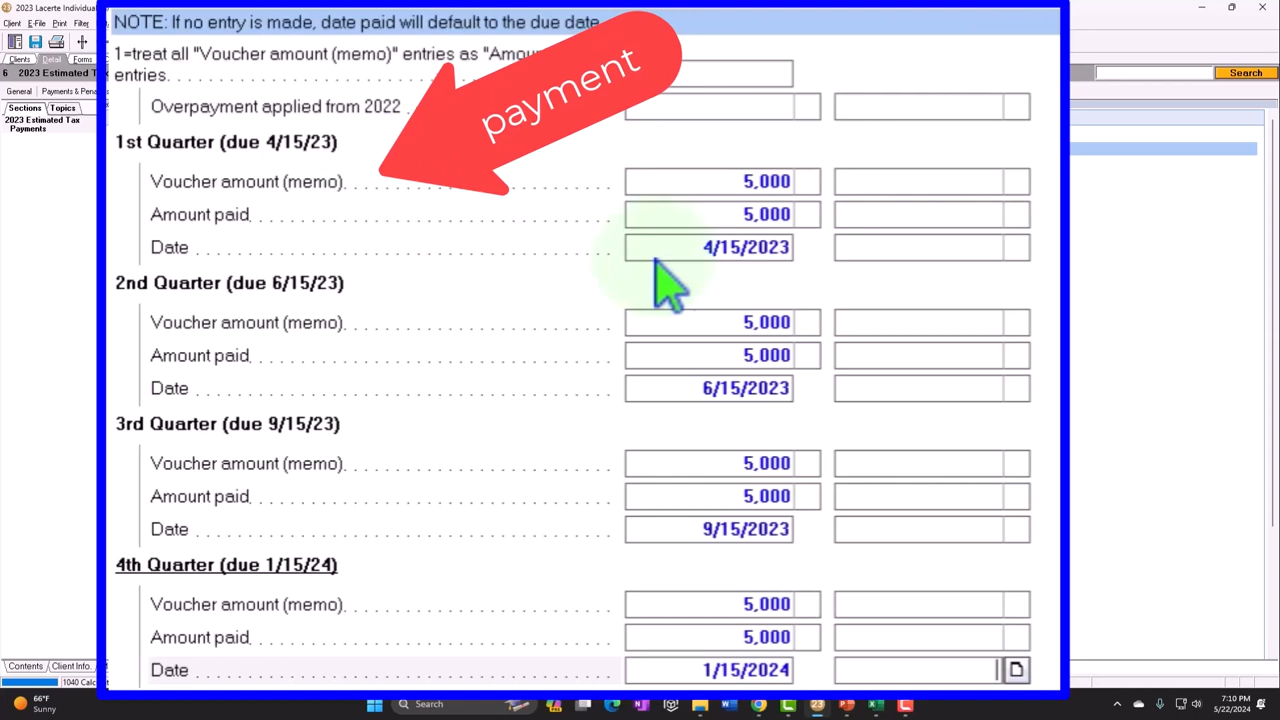 2023 Lacerte Individual
Client E-File Print Filter
Clients Detail Forms
6 2023 Estimated Ta
Search
General Payments & Pena
Sections Topics
2023 Estimated Tax
Payments
NOTE: If no entry is made, date paid will default to the due date
1=treat all "Voucher amount (memo)" entries as "Amou
entries
payment
Overpayment applied from 2022
1st Quarter (due 4/15/23)
Voucher amount (memo) 5,000
Amount paid 5,000
Date 4/15/2023
2nd Quarter (due 6/15/23)
Voucher amount (memo) 5,000
Amount paid 5,000
Date 6/15/2023
3rd Quarter (due 9/15/23)
Voucher amount (memo) 5,000
Amount paid 5,000
Date 9/15/2023
4th Quarter (due 1/15/24)
Voucher amount (memo) 5,000
Amount paid 5,000
Date 1/15/2024
Contents Client Info. M
1040 Calc
66°F
Sunny
Search
23
7:10 PM
5/22/2024